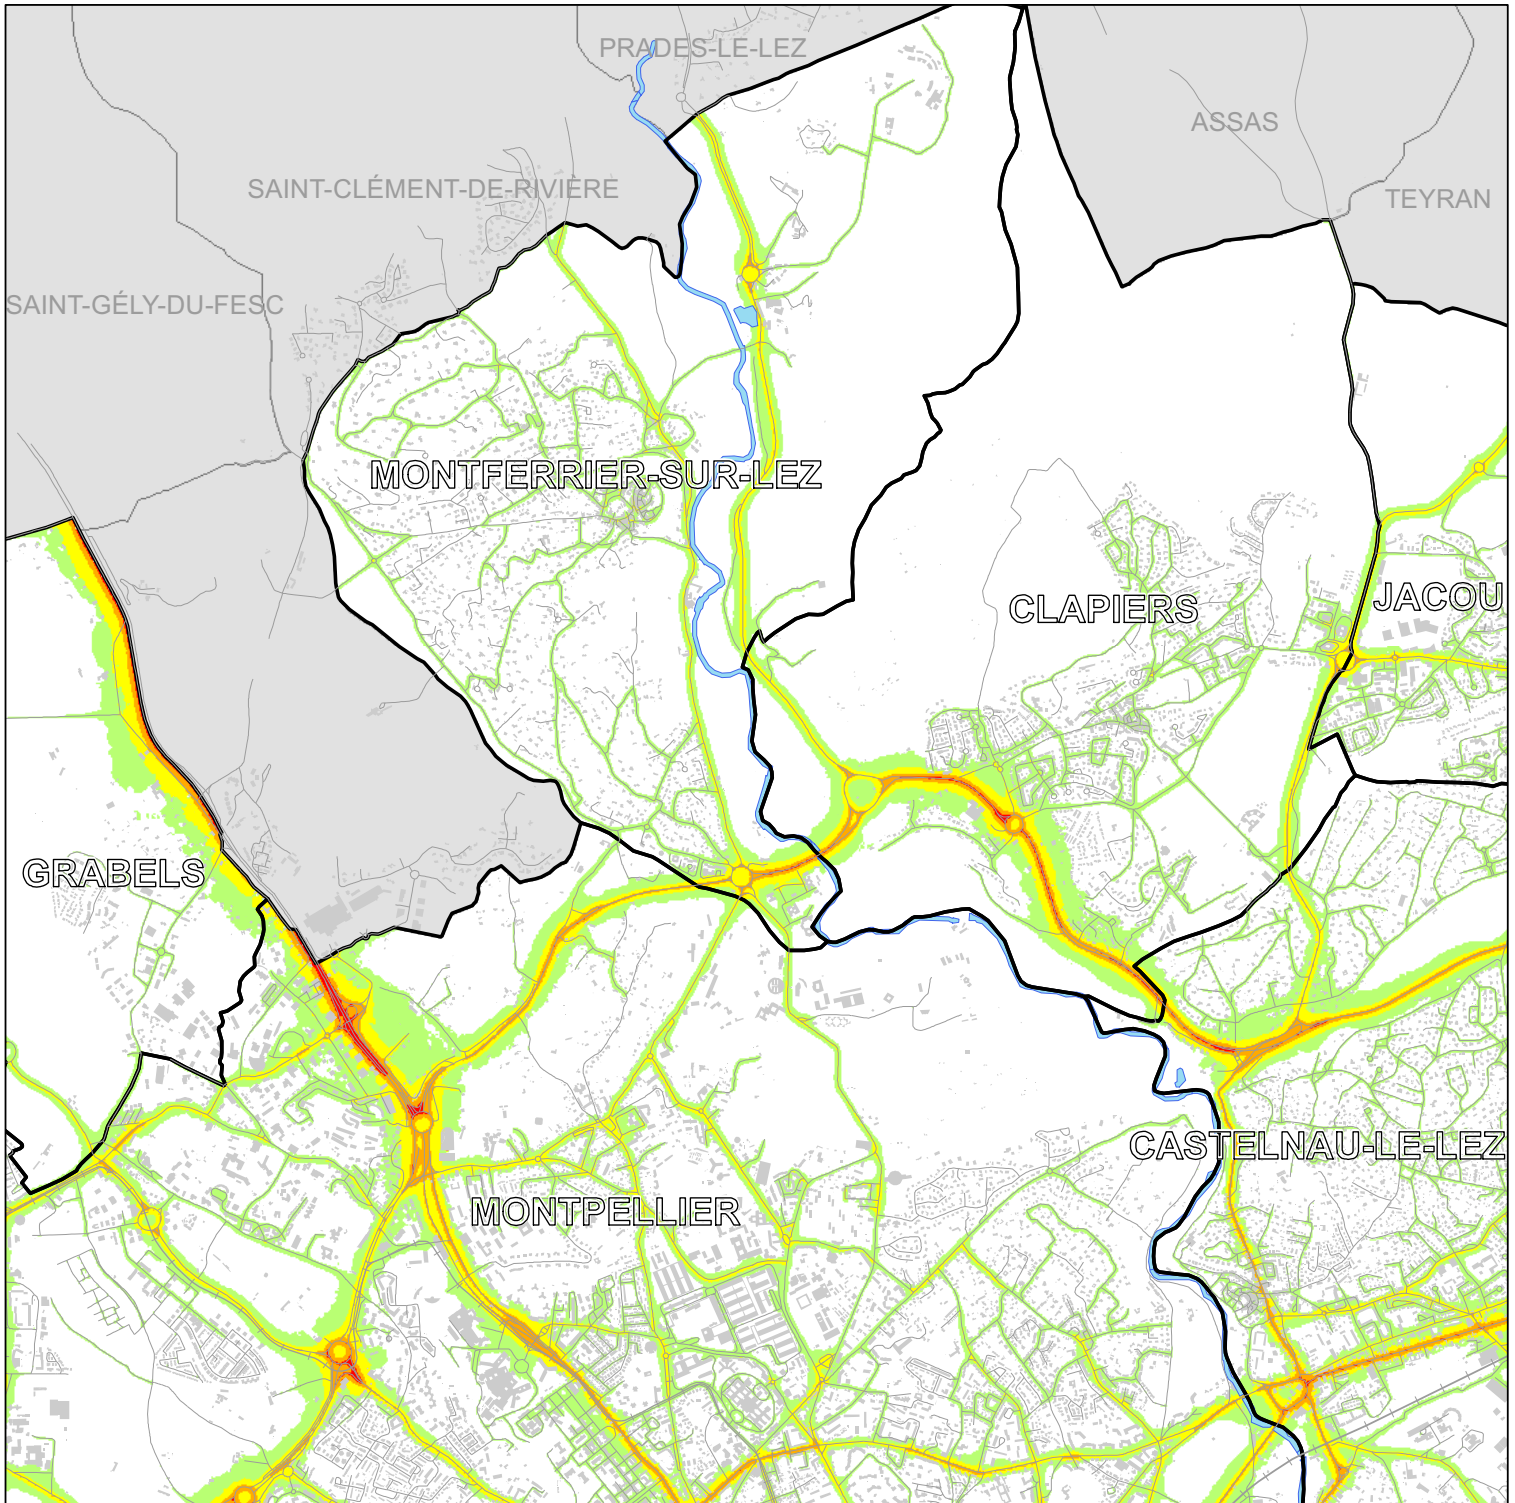 PRADES-LE-LEZ
ASSAS
SAINT-CLÉMENT-DE-RIVIÈRE
TEYRAN
SAINT-GÉLY-DU-FESC
MONTFERRIER-SUR-LEZ
JACOU
CLAPIERS
GRABELS
CASTELNAU-LE-LEZ
MONTPELLIER